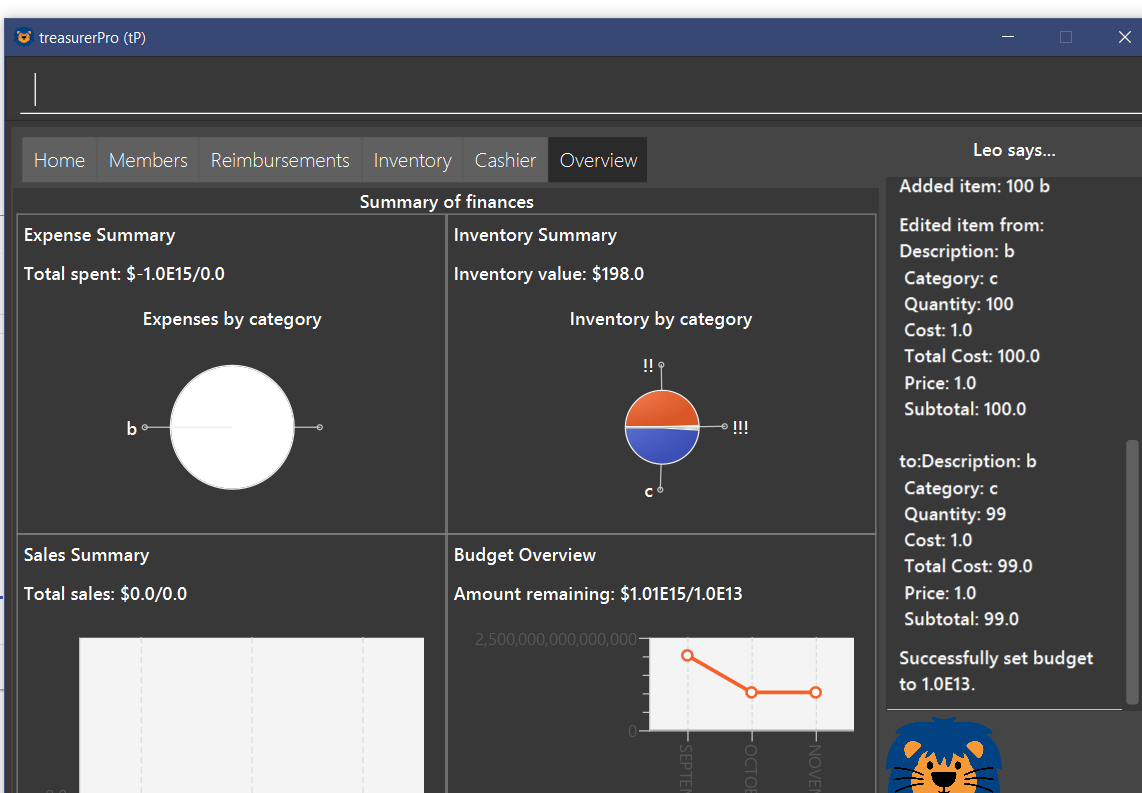 treasurerPro (tP)
Home Members Reimbursements Inventory Cashier Overview
Summary of finances
Expense Summary
Total spent: $-1.0E15/0.0
Expenses by category
b
Inventory Summary
Inventory value: $198.0
Inventory by category
!!
!!!
c
Sales Summary
Total sales: $0.0/0.0
Budget Overview
Amount remaining: $1.01E15/1.0E13
2,500,000,000,000,000
0
SEPTEN
OCTOB
NOVEN
Leo says...
Added item: 100 b
Edited item from:
Description: b
Category: c
Quantity: 100
Cost: 1.0
Total Cost: 100.0
Price: 1.0
Subtotal: 100.0
to:Description: b
Category: c
Quantity: 99
Cost: 1.0
Total Cost: 99.0
Price: 1.0
Subtotal: 99.0
Successfully set budget
to 1.0E13.